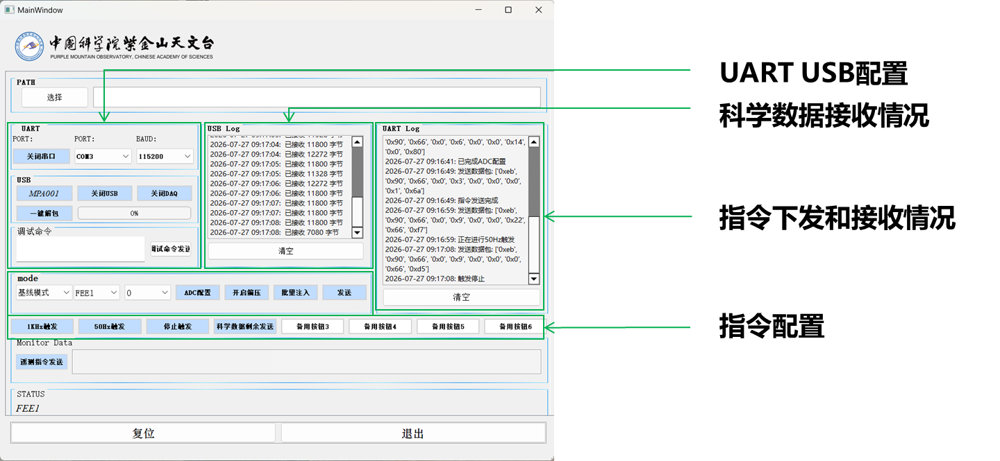 MainWindow
中国科学院紫金山天文台
PURPLE MOUNTAIN OBSERVATORY, CHINESE ACADEMY OF SCIENCES
PATH
选择
UART
PORT:
PORT:
BAUD:
关闭串口
COM3
115200
USB
MPA001
关闭USB
关闭DAQ
一键解包
0%
调试命令
调试命令发送
USB Log
2026-07-27 09:17:04: 已接收 11800 字节
2026-07-27 09:17:04: 已接收 12272 字节
2026-07-27 09:17:05: 已接收 11800 字节
2026-07-27 09:17:05: 已接收 11328 字节
2026-07-27 09:17:06: 已接收 12272 字节
2026-07-27 09:17:06: 已接收 11800 字节
2026-07-27 09:17:07: 已接收 11800 字节
2026-07-27 09:17:07: 已接收 11800 字节
2026-07-27 09:17:08: 已接收 11800 字节
2026-07-27 09:17:08: 已接收 7080 字节
清空
UART Log
'0x90', '0x66', '0x0', '0x6', '0x0', '0x0', '0x14',
'0x0', '0x80']
2026-07-27 09:16:41: 已完成ADC配置
2026-07-27 09:16:49: 发送数据包: ['0xeb',
'0x90', '0x66', '0x0', '0x3', '0x0', '0x0', '0x0',
'0x1', '0x6a']
2026-07-27 09:16:49: 指令发送完成
2026-07-27 09:16:59: 发送数据包: ['0xeb',
'0x90', '0x66', '0x0', '0x9', '0x0', '0x0', '0x22',
'0x66', '0xf7']
2026-07-27 09:16:59: 正在进行50Hz触发
2026-07-27 09:17:08: 发送数据包: ['0xeb',
'0x90', '0x66', '0x0', '0x9', '0x0', '0x0', '0x0',
'0x66', '0xd5']
2026-07-27 09:17:08: 触发停止
清空
mode
基线模式
FEE1
0
ADC配置
开启偏压
批量注入
发送
1KHz触发
50Hz触发
停止触发
科学数据剩余发送
备用按钮3
备用按钮4
备用按钮5
备用按钮6
Monitor Data
遥测指令发送
STATUS
FEE1
复位
退出
UART USB配置
科学数据接收情况
指令下发和接收情况
指令配置